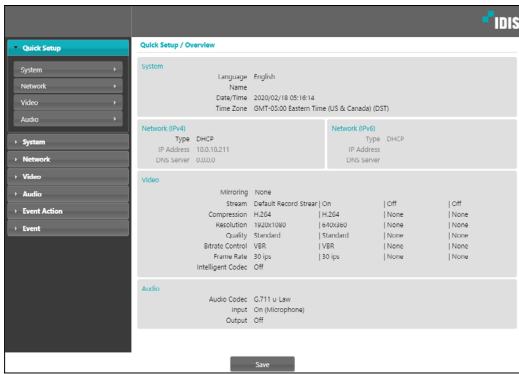 IDIS
Quick Setup
System
Network
Video
Audio
System
Network
Video
Audio
Event Action
Event
Quick Setup / Overview
System
Language English
Name
Date/Time 2020/02/18 05:16:14
Time Zone GMT-05:00 Eastern Time (US & Canada) (DST)
Network (IPv4)
Type DHCP
IP Address 10.0.10.211
DNS Server 0.0.0.0
Network (IPv6)
Type DHCP
IP Address
DNS Server
Video
Mirroring None
Stream Default Record Strear | On | Off | Off
Compression H.264 | H.264 | None | None
Resolution 1920x1080 | 640x360 | None | None
Quality Standard | Standard | None | None
Bitrate Control VBR | VBR | None | None
Frame Rate 30 ips | 30 ips | None | None
Intelligent Codec Off
Audio
Audio Codec G.711 u-Law
Input On (Microphone)
Output Off
Save